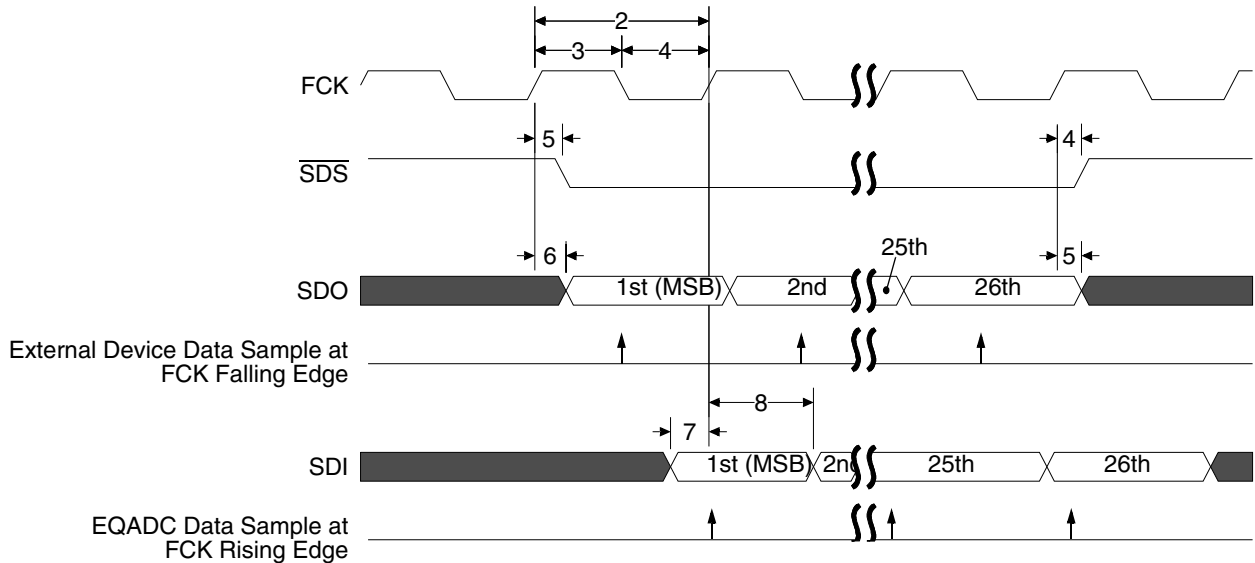 2
3 4
FCK
5 4
SDS
25th
6 5
SDO 1st (MSB) 2nd 26th
External Device Data Sample at
FCK Falling Edge
8
7
SDI 1st (MSB) 2nd 25th 26th
EQADC Data Sample at
FCK Rising Edge